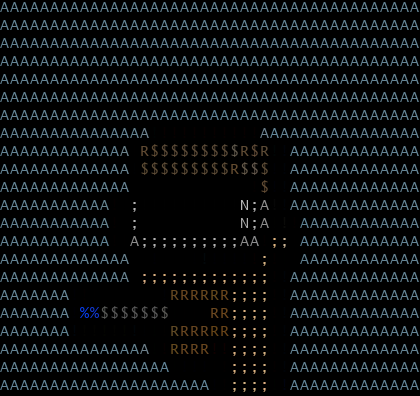 AAAAAAAAAAAAAAAAAAAAAAAAAAAAAAAAAAAAAAAAAA
AAAAAAAAAAAAAAAAAAAAAAAAAAAAAAAAAAAAAAAAAA
AAAAAAAAAAAAAAAAAAAAAAAAAAAAAAAAAAAAAAAAAA
AAAAAAAAAAAAAAAAAAAAAAAAAAAAAAAAAAAAAAAAAA
AAAAAAAAAAAAAAAAAAAAAAAAAAAAAAAAAAAAAAAAAA
AAAAAAAAAAAAAAAAAAAAAAAAAAAAAAAAAAAAAAAAAA
AAAAAAAAAAAAAAAAAAAAAAAAAAAAAAAAAAAAAAAAAA
AAAAAAAAAAAAAAA           AAAAAAAAAAAAAAAA
AAAAAAAAAAAAA R$$$$$$$$$R$R  AAAAAAAAAAAAA
AAAAAAAAAAAAA $$$$$$$$$R$$$  AAAAAAAAAAAAA
AAAAAAAAAAAAA             $  AAAAAAAAAAAAA
AAAAAAAAAAA  ;          N;A  AAAAAAAAAAAAA
AAAAAAAAAAA  ;          N;A   AAAAAAAAAAAA
AAAAAAAAAAA  A;;;;;;;;;;AA ;; AAAAAAAAAAAA
AAAAAAAAAAAAA             ;   AAAAAAAAAAAA
AAAAAAAAAAAAA ;;;;;;;;;;;;;  AAAAAAAAAAAAA
AAAAAAA          RRRRRR;;;;  AAAAAAAAAAAAA
AAAAAAA %%$$$$$$$    RR;;;;  AAAAAAAAAAAAA
AAAAAAA          RRRRRR;;;;  AAAAAAAAAAAAA
AAAAAAAAAAAAAAA  RRRR  ;;;;  AAAAAAAAAAAAA
AAAAAAAAAAAAAAAAA      ;;;;  AAAAAAAAAAAAA
AAAAAAAAAAAAAAAAAAAAA  ;;;;  AAAAAAAAAAAAA